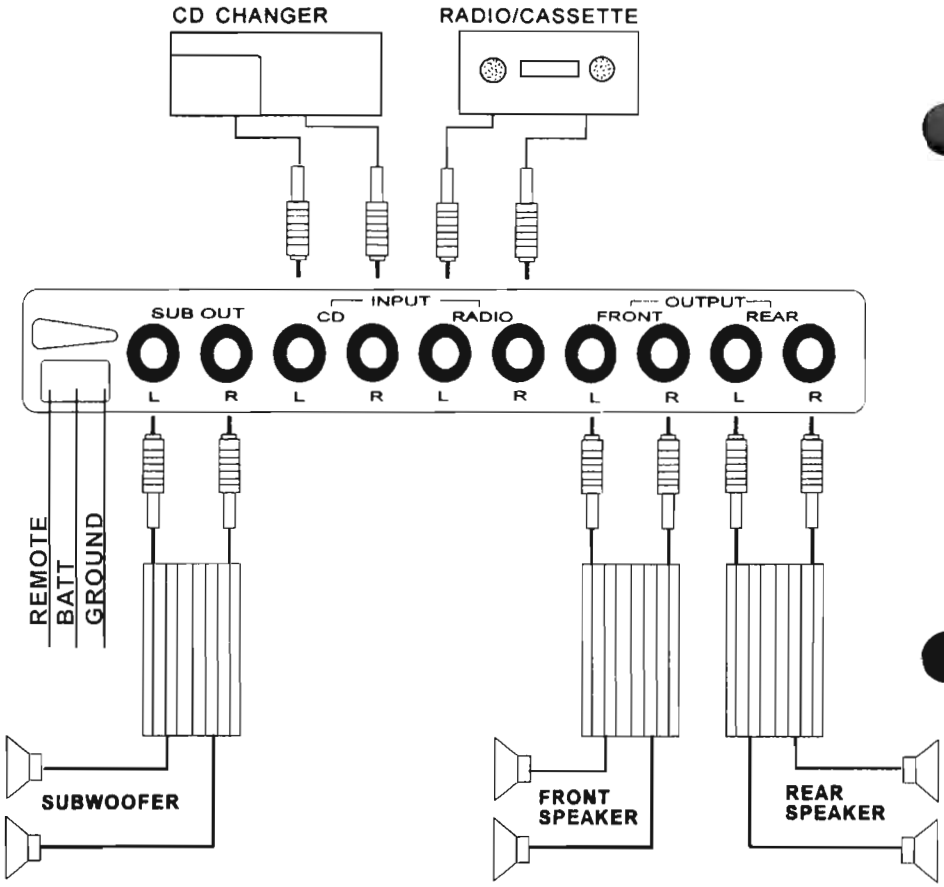 CD CHANGER
RADIO/CASSETTE
INPUT
OUTPUT
SUB OUT
CD
RADIO
FRONT
REAR
L R L R L R L R L R
REMOTE
BATT
GROUND
SUBWOOFER
FRONT
SPEAKER
REAR
SPEAKER